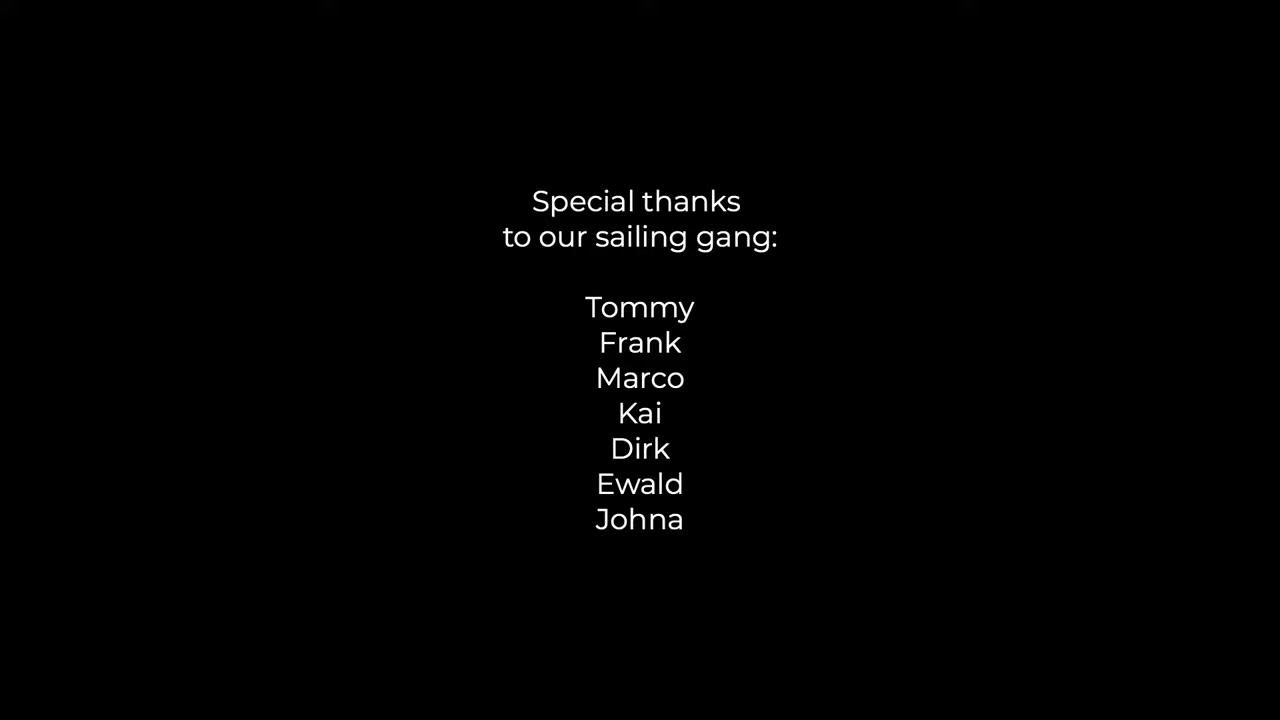 Special thanks
to our sailing gang:
Tommy
Frank
Marco
Kai
Dirk
Ewald
Johna